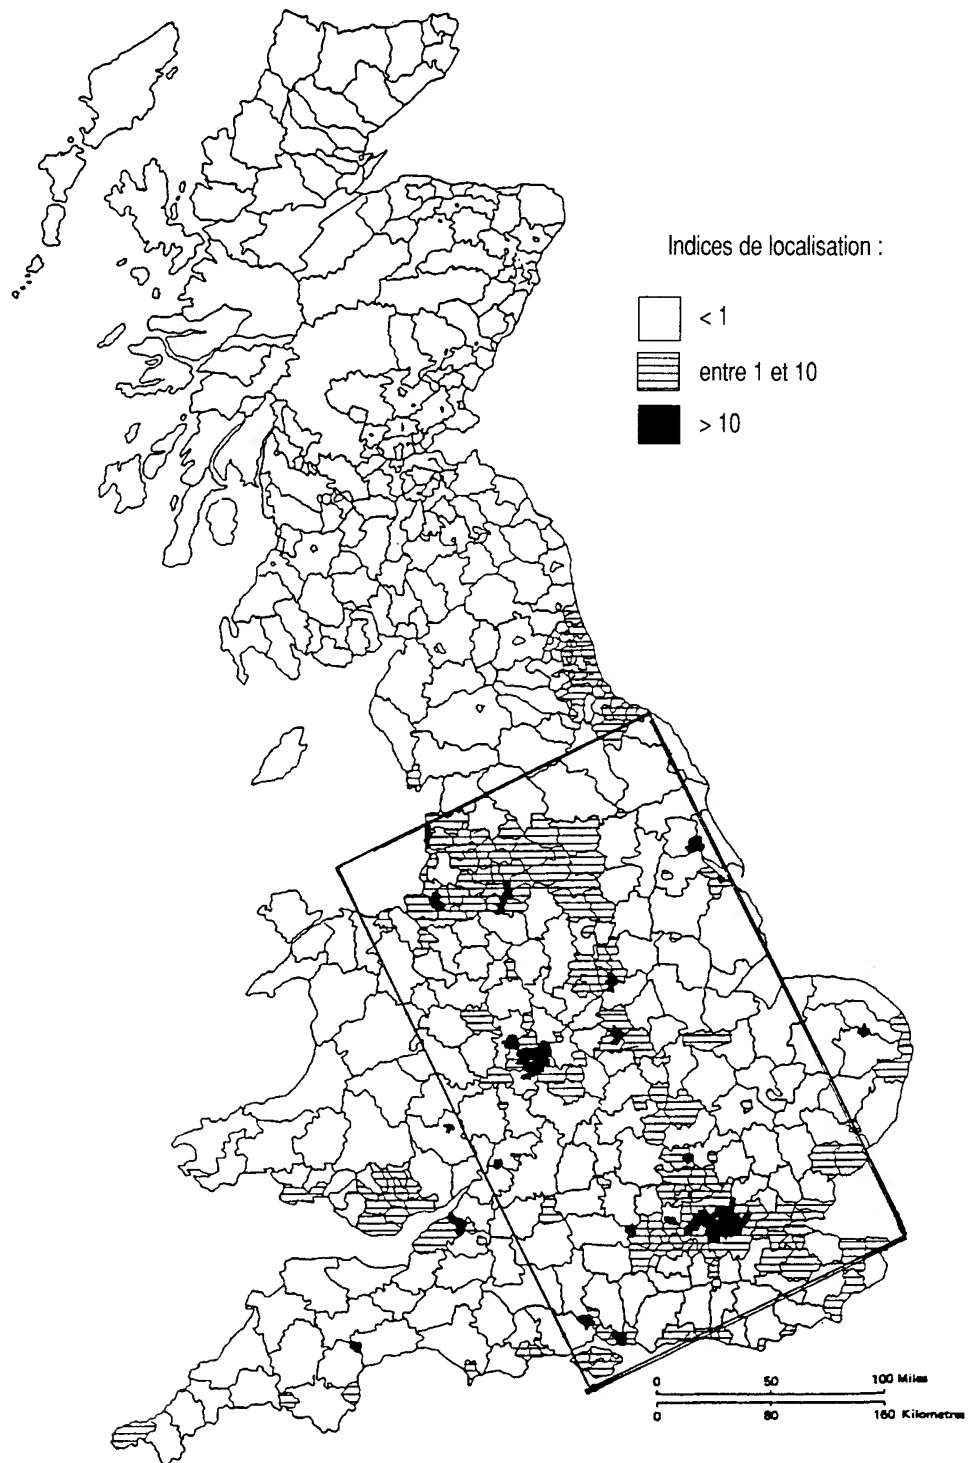 Indices de localisation :
< 1
entre 1 et 10
> 10
0 50 100 Miles
0 80 160 Kilometres